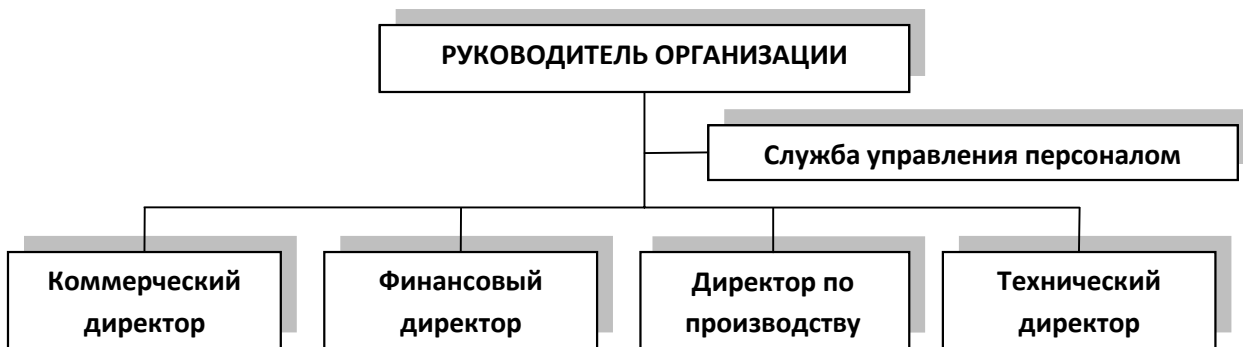 РУКОВОДИТЕЛЬ ОРГАНИЗАЦИИ
Служба управления персоналом
Коммерческий
директор
Финансовый
директор
Директор по
производству
Технический
директор